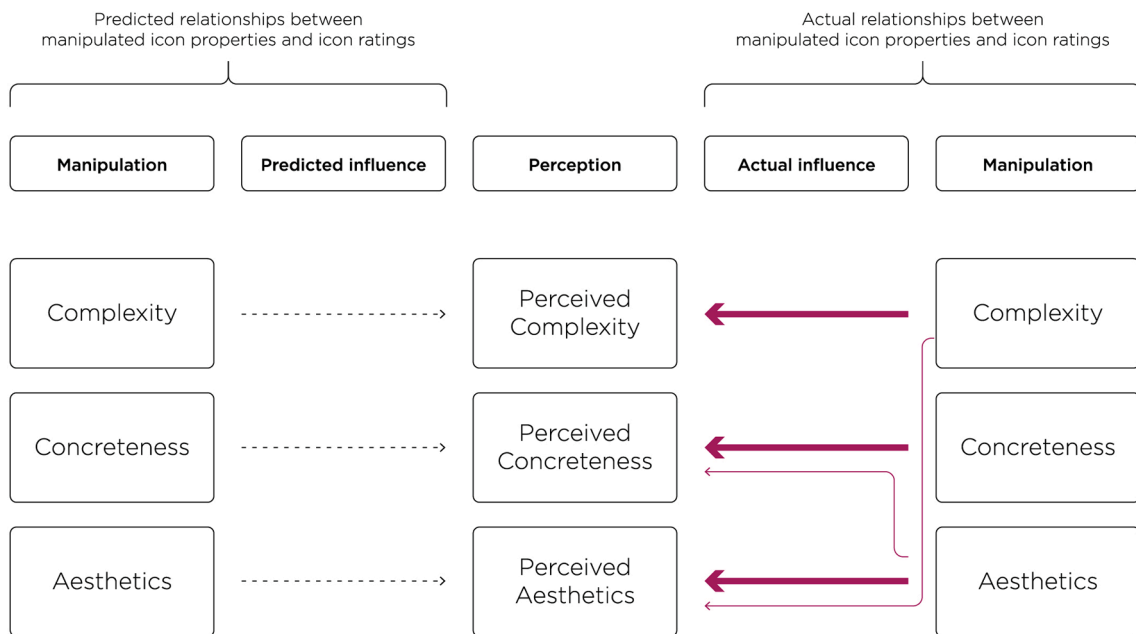 Predicted relationships between
manipulated icon properties and icon ratings
Actual relationships between
manipulated icon properties and icon ratings
Manipulation
Predicted influence
Perception
Actual influence
Manipulation
Complexity
Perceived
Complexity
Complexity
Concreteness
Perceived
Concreteness
Concreteness
Aesthetics
Perceived
Aesthetics
Aesthetics